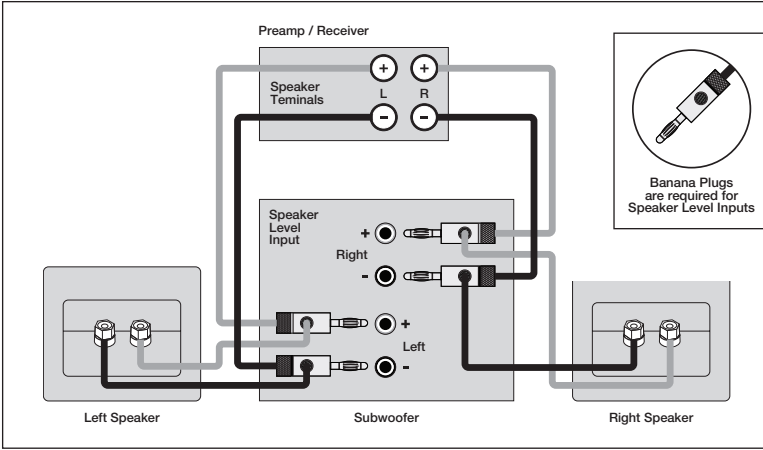 Preamp / Receiver
Speaker
Teminals
+
+
L
R
-
-
Banana Plugs
are required for
Speaker Level Inputs
Speaker
Level
Input
+
Right
-
+
Left
-
Left Speaker
Subwoofer
Right Speaker